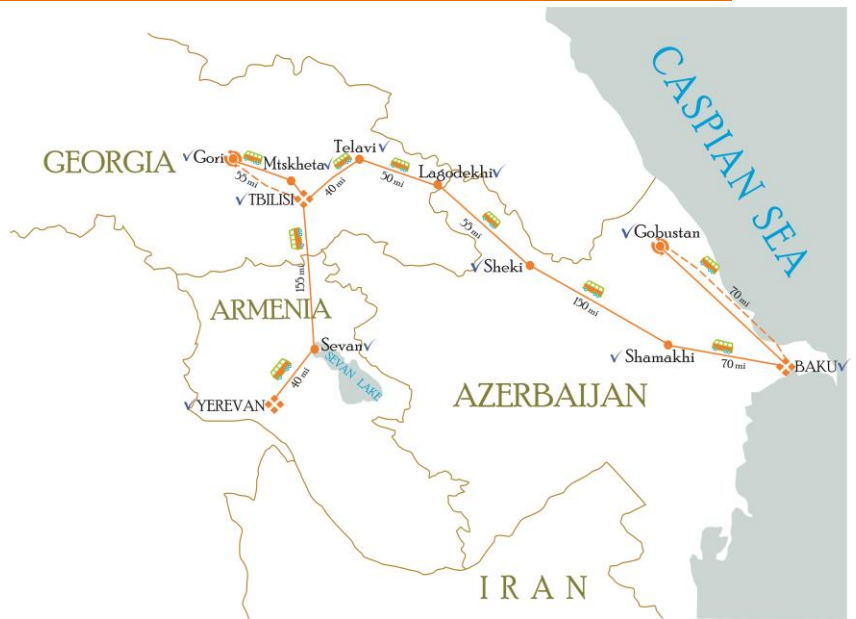 CASPIAN SEA
GEORGIA
Gori
55 mi
Mtskheta
TBILISI
Telavi
40 mi
50 mi
Lagodekhi
55 mi
Sheki
150 mi
Gobustan
70 mi
Shamakhi
70 mi
BAKU
155 mi
ARMENIA
Sevan
SEVAN LAKE
40 mi
YEREVAN
AZERBAIJAN
IRAN